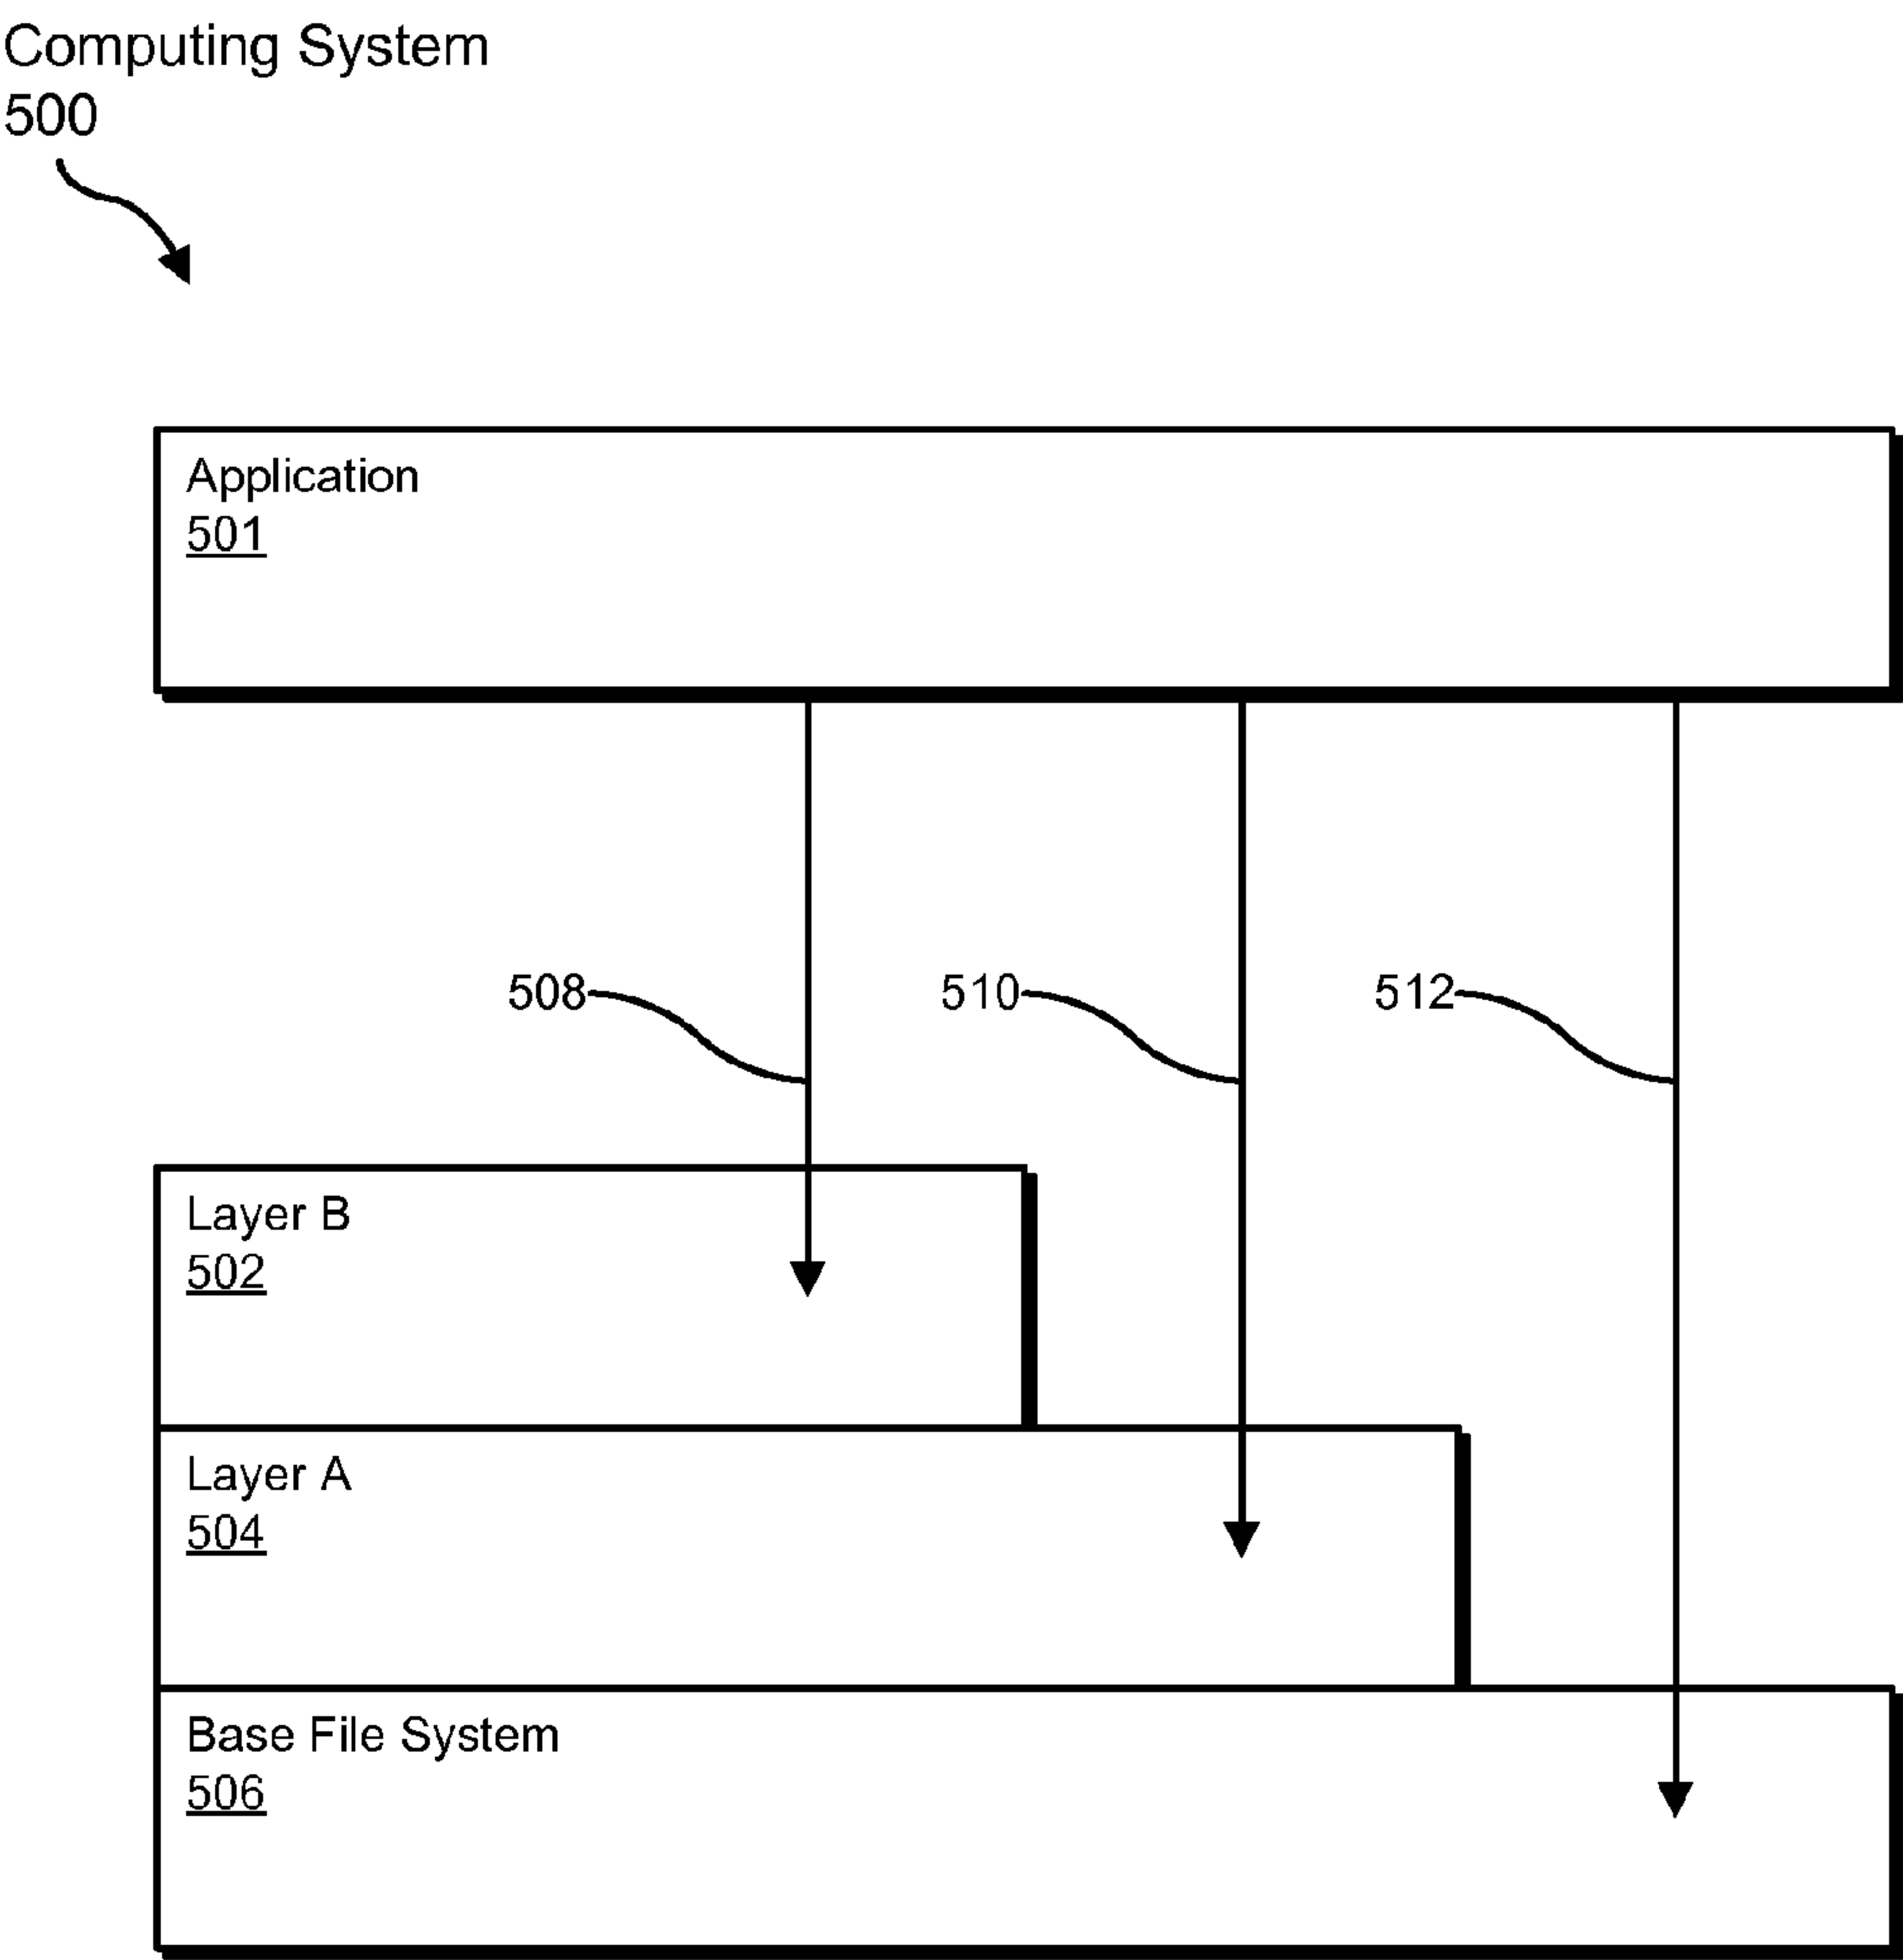 Computing System
500
Application
501
508
510
512
Layer B
502
Layer A
504
Base File System
506